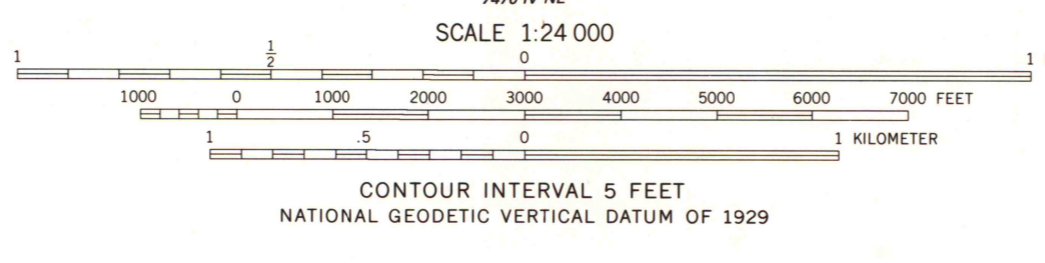 SCALE 1:24 000
1 1/2 0 1
1000 0 1000 2000 3000 4000 5000 6000 7000 FEET
1 .5 0 1 KILOMETER
CONTOUR INTERVAL 5 FEET
NATIONAL GEODETIC VERTICAL DATUM OF 1929